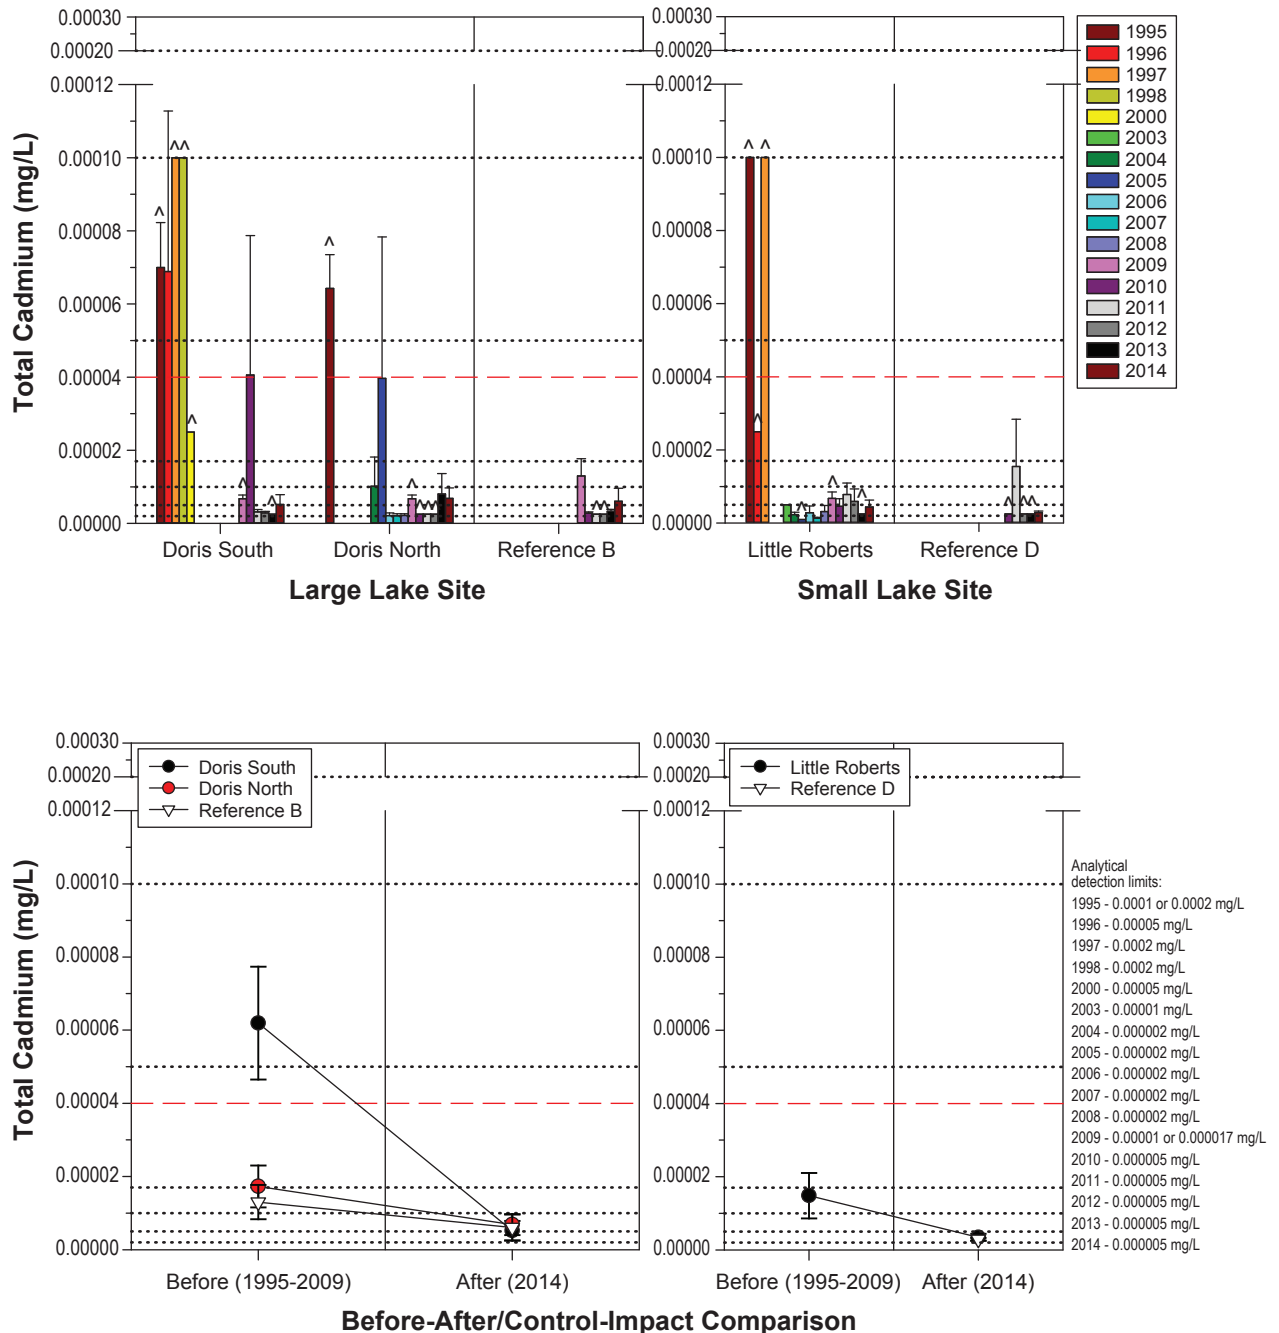 0.00030
0.00020
0.00012
0.00010
0.00008
0.00006
0.00004
0.00002
0.00000
Total Cadmium (mg/L)
^ ^ ^ ^ ^ ^
^ ^ ^ ^ ^
^ ^
Doris South Doris North Reference B
Large Lake Site
0.00030
0.00020
0.00012
0.00010
0.00008
0.00006
0.00004
0.00002
0.00000
^ ^ ^ ^ ^ ^
^ ^ ^
Little Roberts Reference D
Small Lake Site
1995
1996
1997
1998
2000
2003
2004
2005
2006
2007
2008
2009
2010
2011
2012
2013
2014
0.00030
0.00020
0.00012
0.00010
0.00008
0.00006
0.00004
0.00002
0.00000
Total Cadmium (mg/L)
Doris South
Doris North
Reference B
Before (1995-2009) After (2014)
0.00030
0.00020
0.00012
0.00010
0.00008
0.00006
0.00004
0.00002
0.00000
Little Roberts
Reference D
Before (1995-2009) After (2014)
Before-After/Control-Impact Comparison
Analytical
detection limits:
1995 - 0.0001 or 0.0002 mg/L
1996 - 0.00005 mg/L
1997 - 0.0002 mg/L
1998 - 0.0002 mg/L
2000 - 0.00005 mg/L
2003 - 0.00001 mg/L
2004 - 0.000002 mg/L
2005 - 0.000002 mg/L
2006 - 0.000002 mg/L
2007 - 0.000002 mg/L
2008 - 0.000002 mg/L
2009 - 0.00001 or 0.000017 mg/L
2010 - 0.000005 mg/L
2011 - 0.000005 mg/L
2012 - 0.000005 mg/L
2013 - 0.000005 mg/L
2014 - 0.000005 mg/L